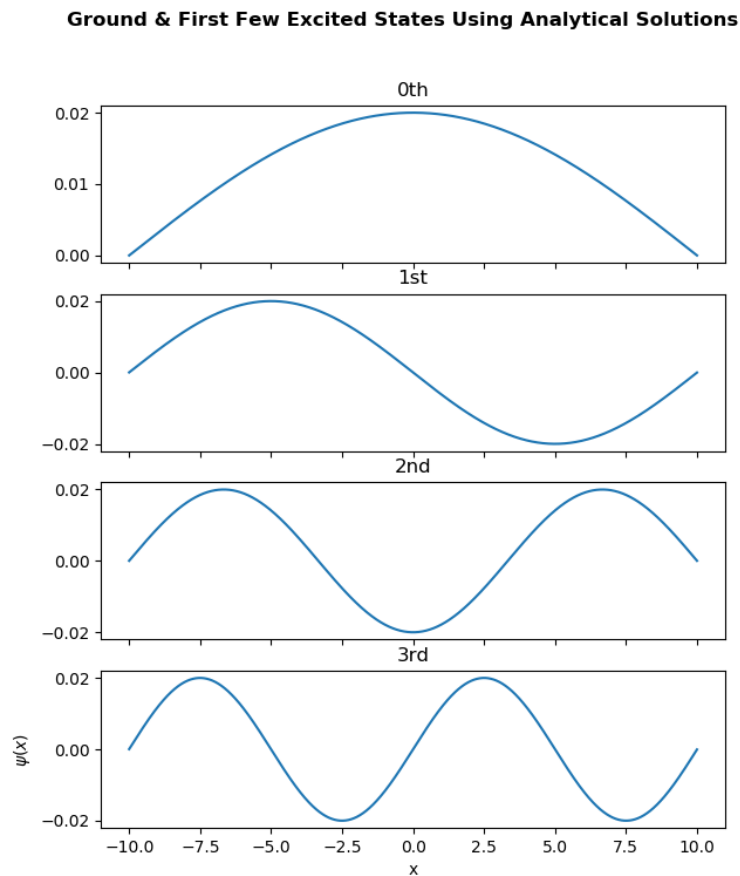 Ground & First Few Excited States Using Analytical Solutions
0th
0.02
0.01
0.00
1st
0.02
0.00
−0.02
2nd
0.02
0.00
−0.02
3rd
0.02
0.00
−0.02
ψ(x)
−10.0 −7.5 −5.0 −2.5 0.0 2.5 5.0 7.5 10.0
x